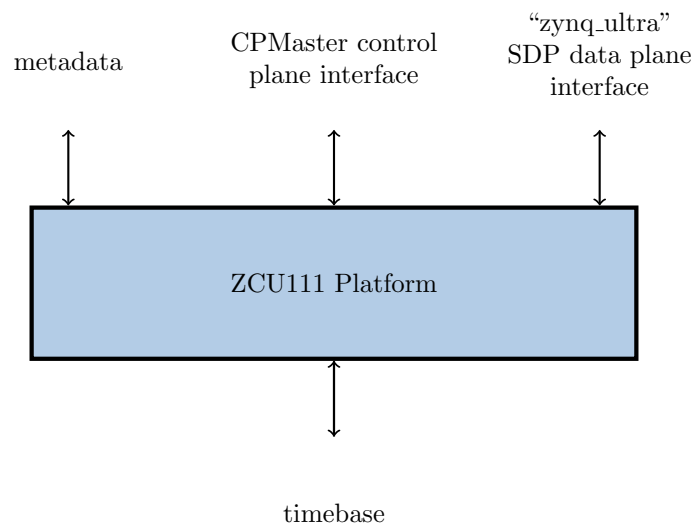 metadata
CPMaster control
plane interface
“zynq_ultra”
SDP data plane
interface
ZCU111 Platform
timebase